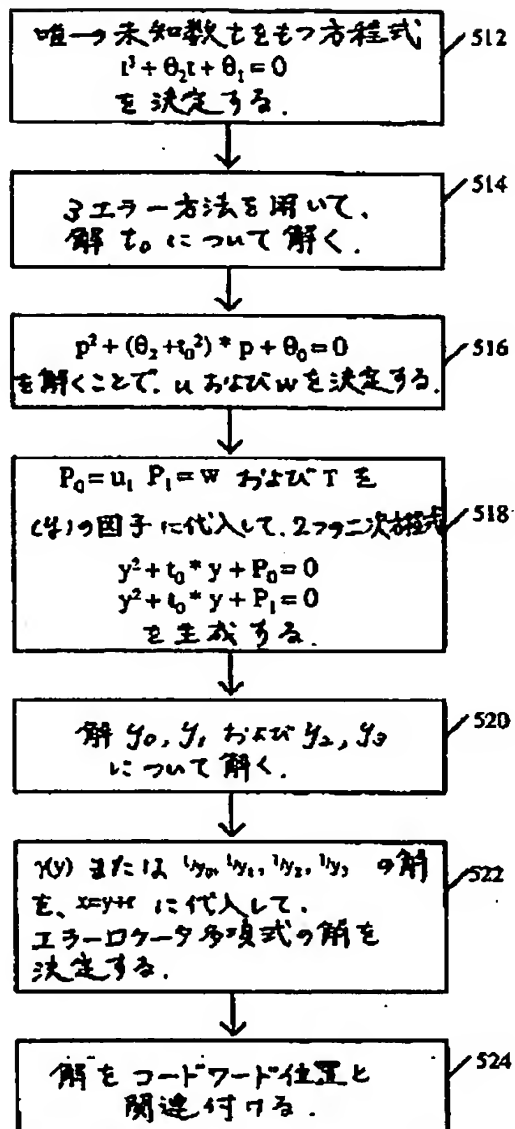 唯一未知数tをもつ方程式
t³ + θ₂t + θ₁ = 0
を決定する.
512
3エラー方法を用いて、
解 t₀ について解く.
514
p² + (θ₂+t₀²) * p + θ₀ = 0
を解くことで、u および w を決定する.
516
P₀ = u, P₁ = w および T を
(y)の因子に代入して、2つの二次方程式
y² + t₀ * y + P₀ = 0
y² + t₀ * y + P₁ = 0
を生成する.
518
解 y₀, y₁ および y₂, y₃
について解く.
520
γ(y) または 1/y₀, 1/y₁, 1/y₂, 1/y₃ の解
を、x=y+r に代入して.
エラーロケータ多項式の解を
決定する.
522
解をコードワード位置と
関連付ける.
524